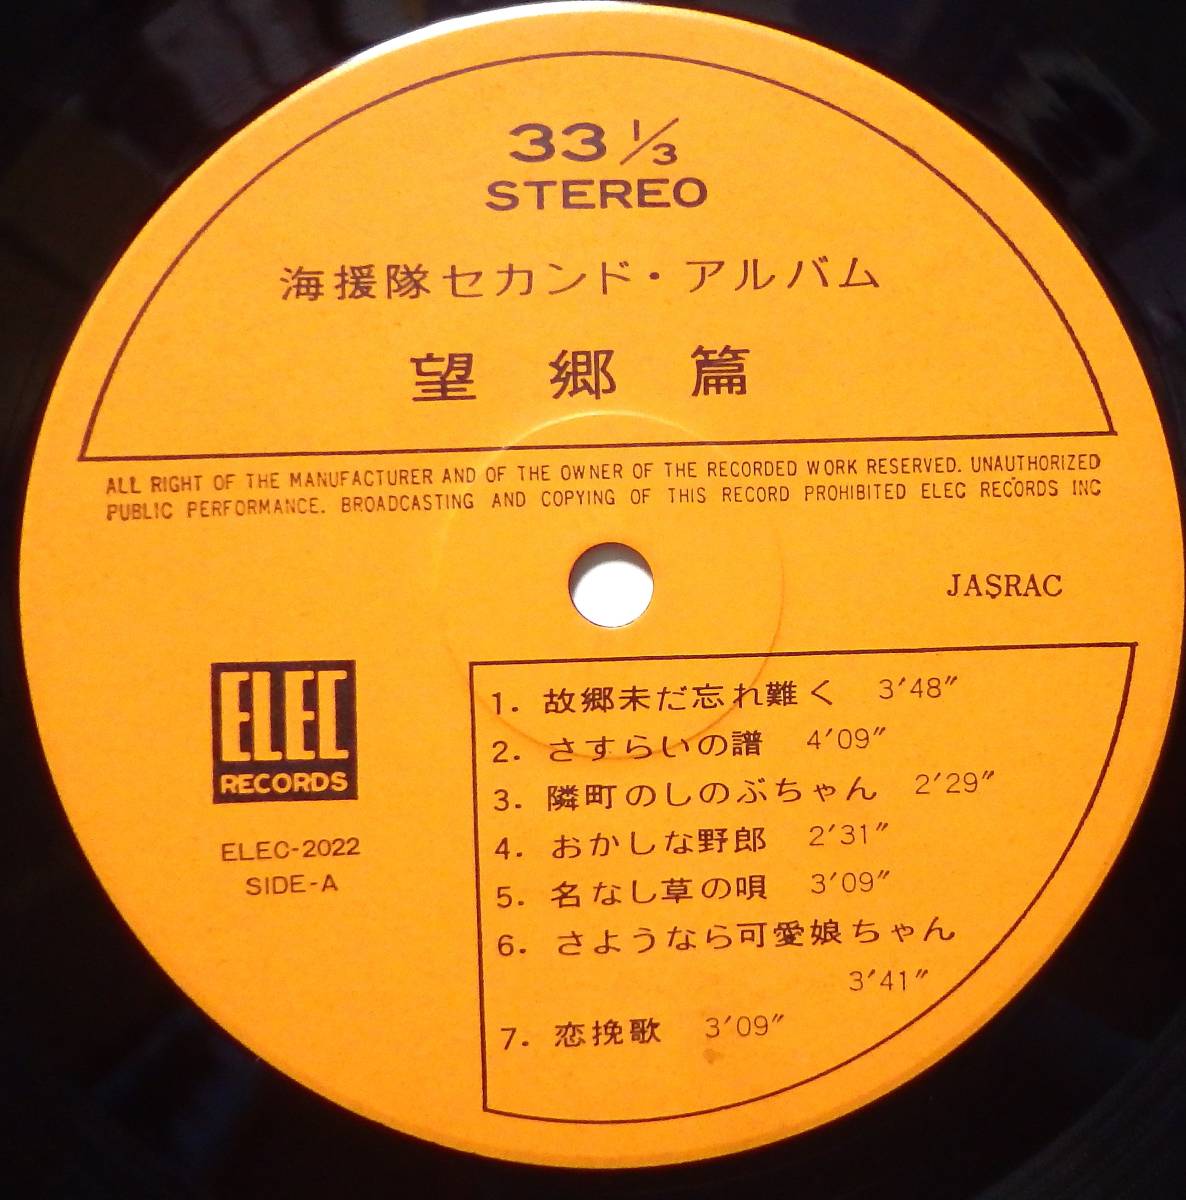 33 1/3
STEREO
海援隊セカンド・アルバム
望郷篇
ALL RIGHT OF THE MANUFACTURER AND OF THE OWNER OF THE RECORDED WORK RESERVED. UNAUTHORIZED
PUBLIC PERFORMANCE. BROADCASTING AND COPYING OF THIS RECORD PROHIBITED ELEC RECORDS INC
JASRAC
ELEC
RECORDS
ELEC-2022
SIDE-A
1. 故郷未だ忘れ難く 3'48"
2. さすらいの譜 4'09"
3. 隣町のしのぶちゃん 2'29"
4. おかしな野郎 2'31"
5. 名なし草の唄 3'09"
6. さようなら可愛娘ちゃん
3'41"
7. 恋挽歌 3'09"